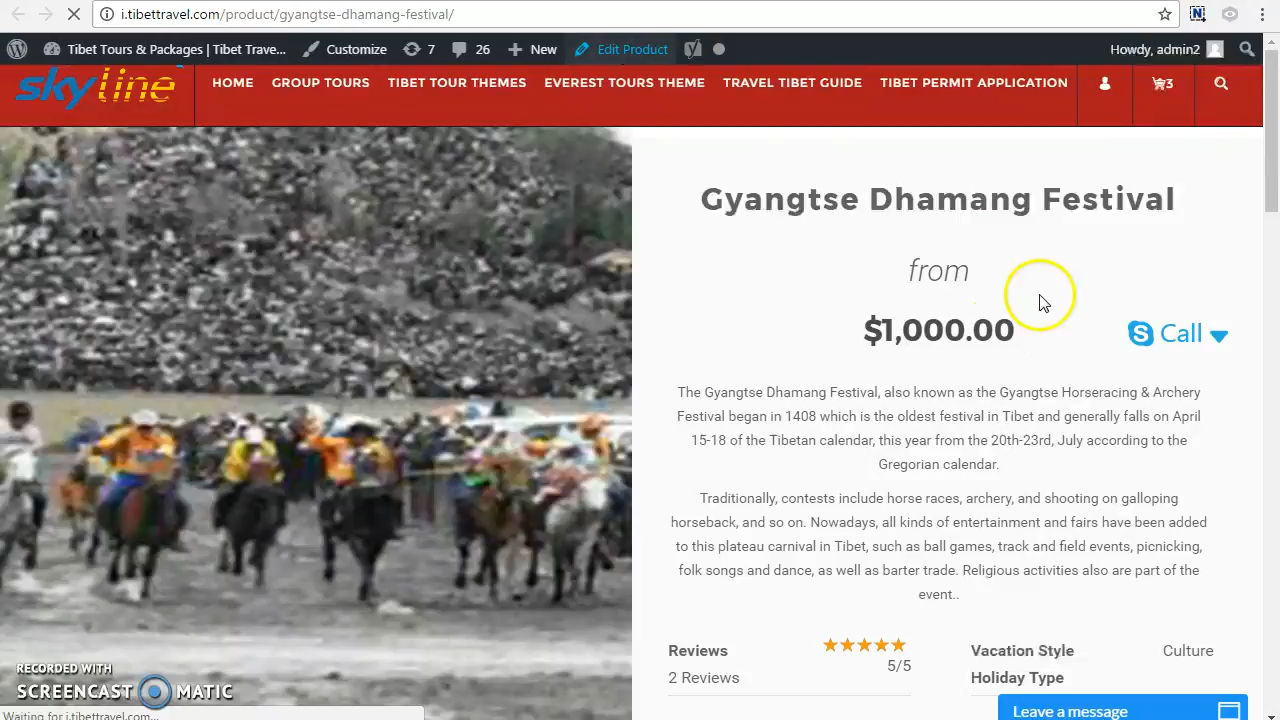 i.tibettravel.com/product/gyangtse-dhamang-festival/
Tibet Tours & Packages | Tibet Trave... Customize 7 26 New Edit Product Howdy, admin2
skyline HOME GROUP TOURS TIBET TOUR THEMES EVEREST TOURS THEME TRAVEL TIBET GUIDE TIBET PERMIT APPLICATION 3
Gyangtse Dhamang Festival
from
$1,000.00
Call
The Gyangtse Dhamang Festival, also known as the Gyangtse Horseracing & Archery
Festival began in 1408 which is the oldest festival in Tibet and generally falls on April
15-18 of the Tibetan calendar, this year from the 20th-23rd, July according to the
Gregorian calendar.
Traditionally, contests include horse races, archery, and shooting on galloping
horseback, and so on. Nowadays, all kinds of entertainment and fairs have been added
to this plateau carnival in Tibet, such as ball games, track and field events, picnicking,
folk songs and dance, as well as barter trade. Religious activities also are part of the
event..
Reviews
5/5
2 Reviews
Vacation Style Culture
Holiday Type
Leave a message
RECORDED WITH
SCREENCAST MATIC
Waiting for i.tibettravel.com...